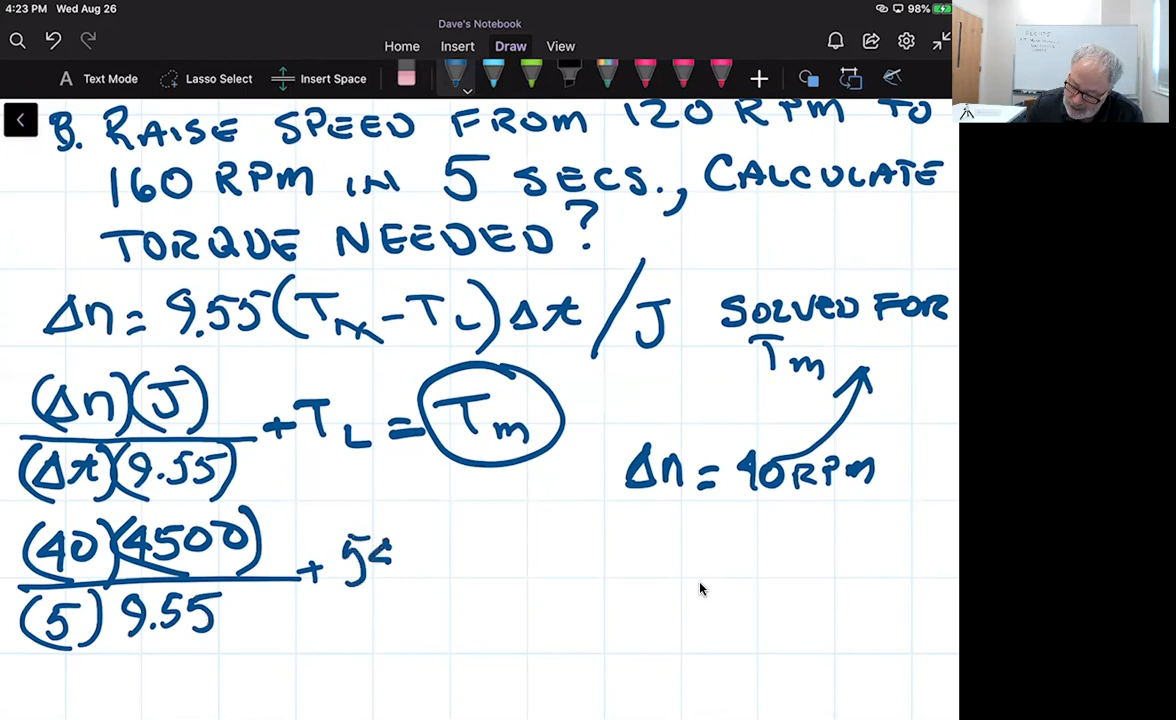 4:23 PM Wed Aug 26
98%
Dave's Notebook
Home Insert Draw View
Text Mode Lasso Select Insert Space
B. RAISE SPEED FROM 120 RPM TO
160 RPM IN 5 SECS., CALCULATE
TORQUE NEEDED?
Δn = 9.55(Tm - TL)Δt/J
SOLVED FOR
Tm
(Δn)(J)
(Δt)(9.55)
+ TL = Tm
Δn = 40 RPM
(40)(4500)
(5) 9.55
+ 5